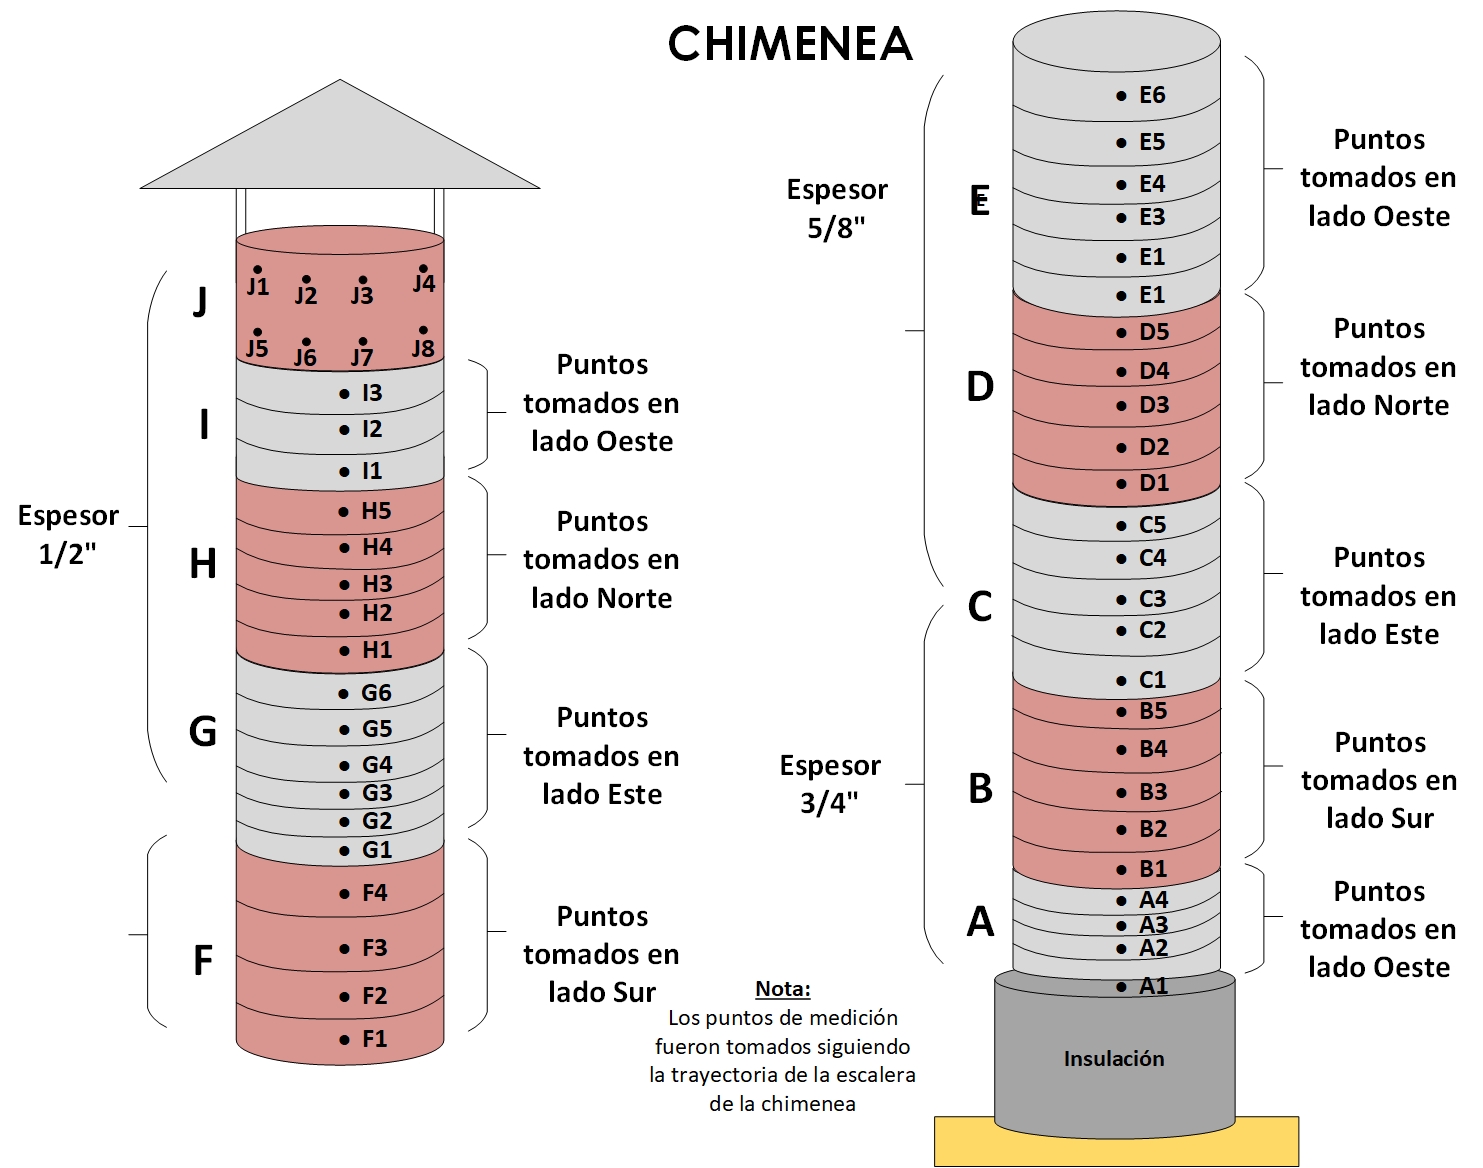 CHIMENEA
J
J1
J2
J3
J4
J5
J6
J7
J8
I
I3
I2
I1
Puntos
tomados en
lado Oeste
Espesor
1/2"
H
H5
H4
H3
H2
H1
Puntos
tomados en
lado Norte
G
G6
G5
G4
G3
G2
G1
Puntos
tomados en
lado Este
F
F4
F3
F2
F1
Puntos
tomados en
lado Sur
Espesor
5/8"
E
E
E6
E5
E4
E3
E1
E1
Puntos
tomados en
lado Oeste
D
D5
D4
D3
D2
D1
Puntos
tomados en
lado Norte
C
C5
C4
C3
C2
C1
Puntos
tomados en
lado Este
Espesor
3/4"
B
B5
B4
B3
B2
B1
Puntos
tomados en
lado Sur
A
A4
A3
A2
A1
Puntos
tomados en
lado Oeste
Insulación
Nota:
Los puntos de medición
fueron tomados siguiendo
la trayectoria de la escalera
de la chimenea